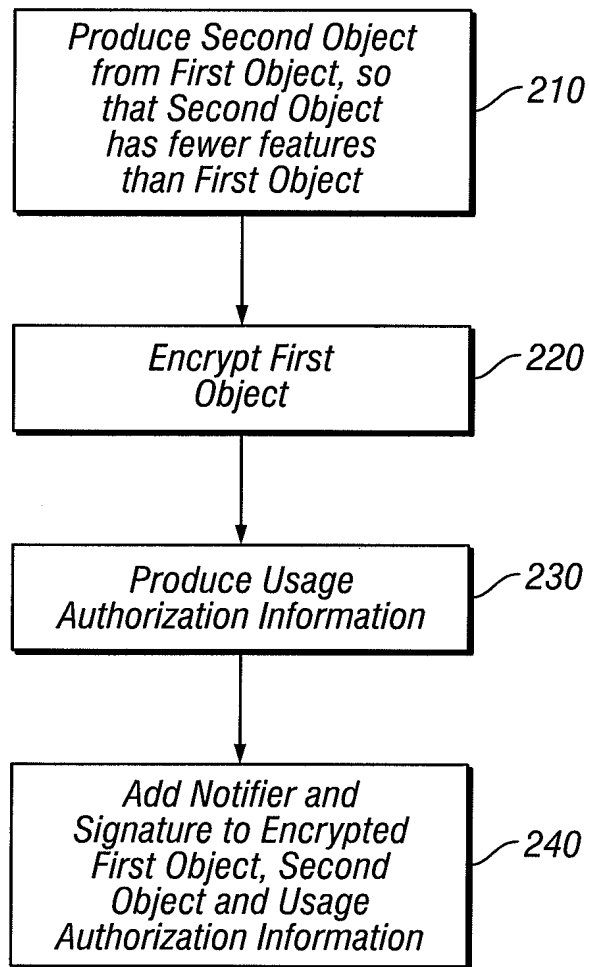 Produce Second Object
from First Object, so
that Second Object
has fewer features
than First Object
210
Encrypt First
Object
220
Produce Usage
Authorization Information
230
Add Notifier and
Signature to Encrypted
First Object, Second
Object and Usage
Authorization Information
240